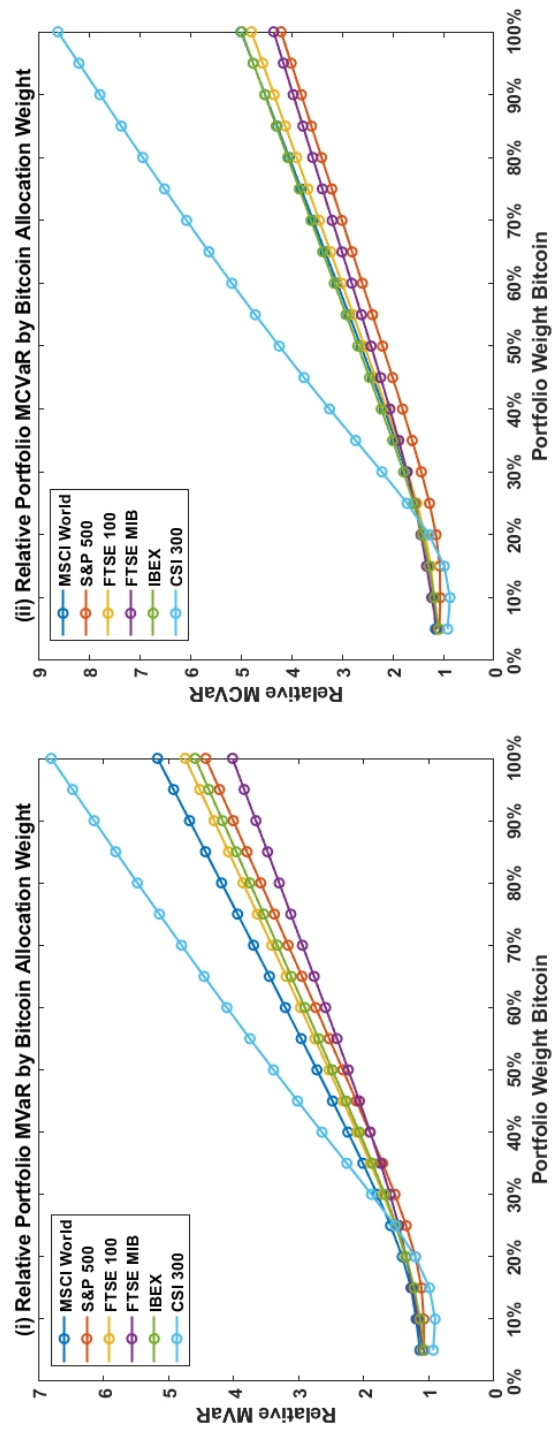 (i) Relative Portfolio MVaR by Bitcoin Allocation Weight
7
6
5
4
3
2
1
0
Relative MVaR
MSCI World
S&P 500
FTSE 100
FTSE MIB
IBEX
CSI 300
0% 10% 20% 30% 40% 50% 60% 70% 80% 90% 100%
Portfolio Weight Bitcoin
(ii) Relative Portfolio MCVaR by Bitcoin Allocation Weight
9
8
7
6
5
4
3
2
1
0
Relative MCVaR
MSCI World
S&P 500
FTSE 100
FTSE MIB
IBEX
CSI 300
0% 10% 20% 30% 40% 50% 60% 70% 80% 90% 100%
Portfolio Weight Bitcoin